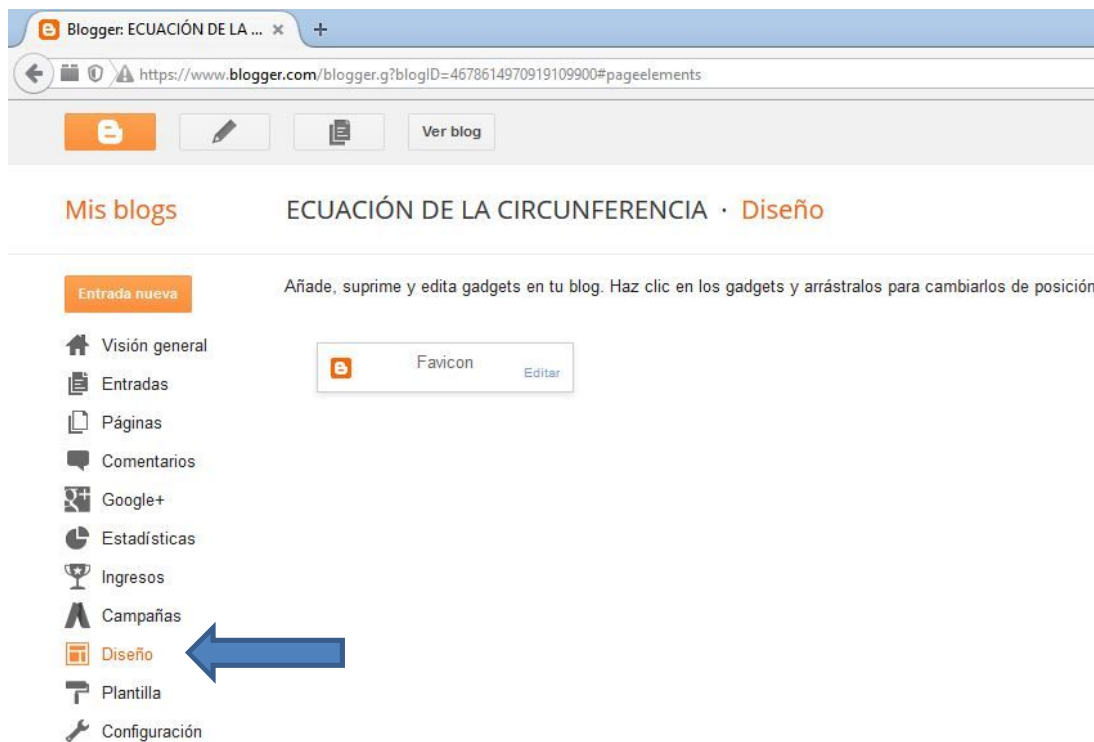 Blogger: ECUACIÓN DE LA ... × +
https://www.blogger.com/blogger.g?blogID=4678614970919109900#pageelements
Ver blog
Mis blogs ECUACIÓN DE LA CIRCUNFERENCIA · Diseño
Entrada nueva
Añade, suprime y edita gadgets en tu blog. Haz clic en los gadgets y arrástralos para cambiarlos de posición
Favicon
Editar
Visión general
Entradas
Páginas
Comentarios
Google+
Estadísticas
Ingresos
Campañas
Diseño
Plantilla
Configuración